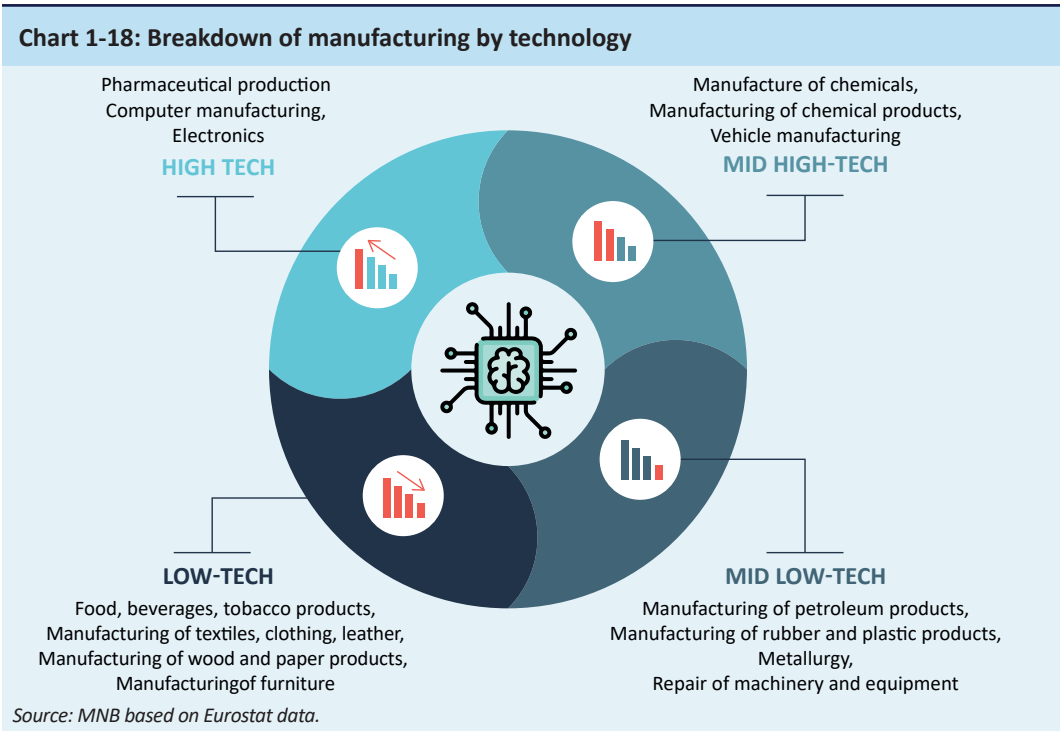 Chart 1-18: Breakdown of manufacturing by technology
Pharmaceutical production
Computer manufacturing,
Electronics
HIGH TECH
Manufacture of chemicals,
Manufacturing of chemical products,
Vehicle manufacturing
MID HIGH-TECH
LOW-TECH
Food, beverages, tobacco products,
Manufacturing of textiles, clothing, leather,
Manufacturing of wood and paper products,
Manufacturingof furniture
MID LOW-TECH
Manufacturing of petroleum products,
Manufacturing of rubber and plastic products,
Metallurgy,
Repair of machinery and equipment
Source: MNB based on Eurostat data.